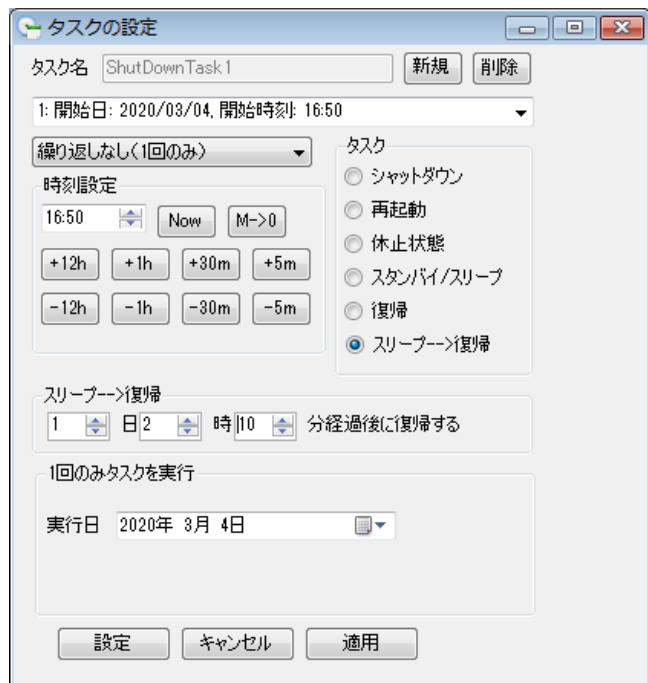 タスクの設定
タスク名 ShutDownTask1 新規 削除
1: 開始日: 2020/03/04, 開始時刻: 16:50
繰り返しなし(1回のみ)
時刻設定
16:50 Now M->0
+12h +1h +30m +5m
-12h -1h -30m -5m
タスク
シャットダウン
再起動
休止状態
スタンバイ/スリープ
復帰
スリープ-->復帰
スリープ-->復帰
1 日 2 時 10 分経過後に復帰する
1回のみタスクを実行
実行日 2020年 3月 4日
設定 キャンセル 適用